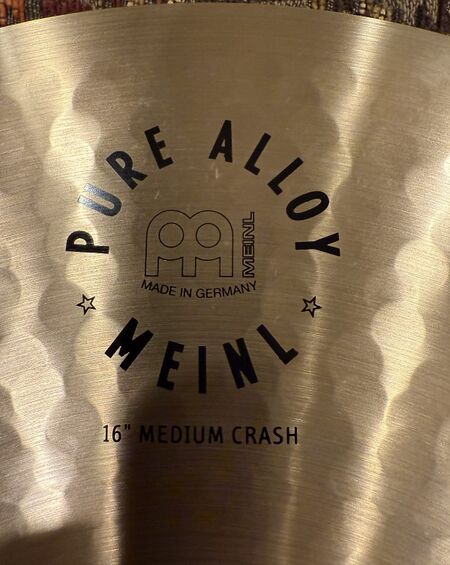 PURE ALLOY
MEINL
MADE IN GERMANY
MEINL
16" MEDIUM CRASH